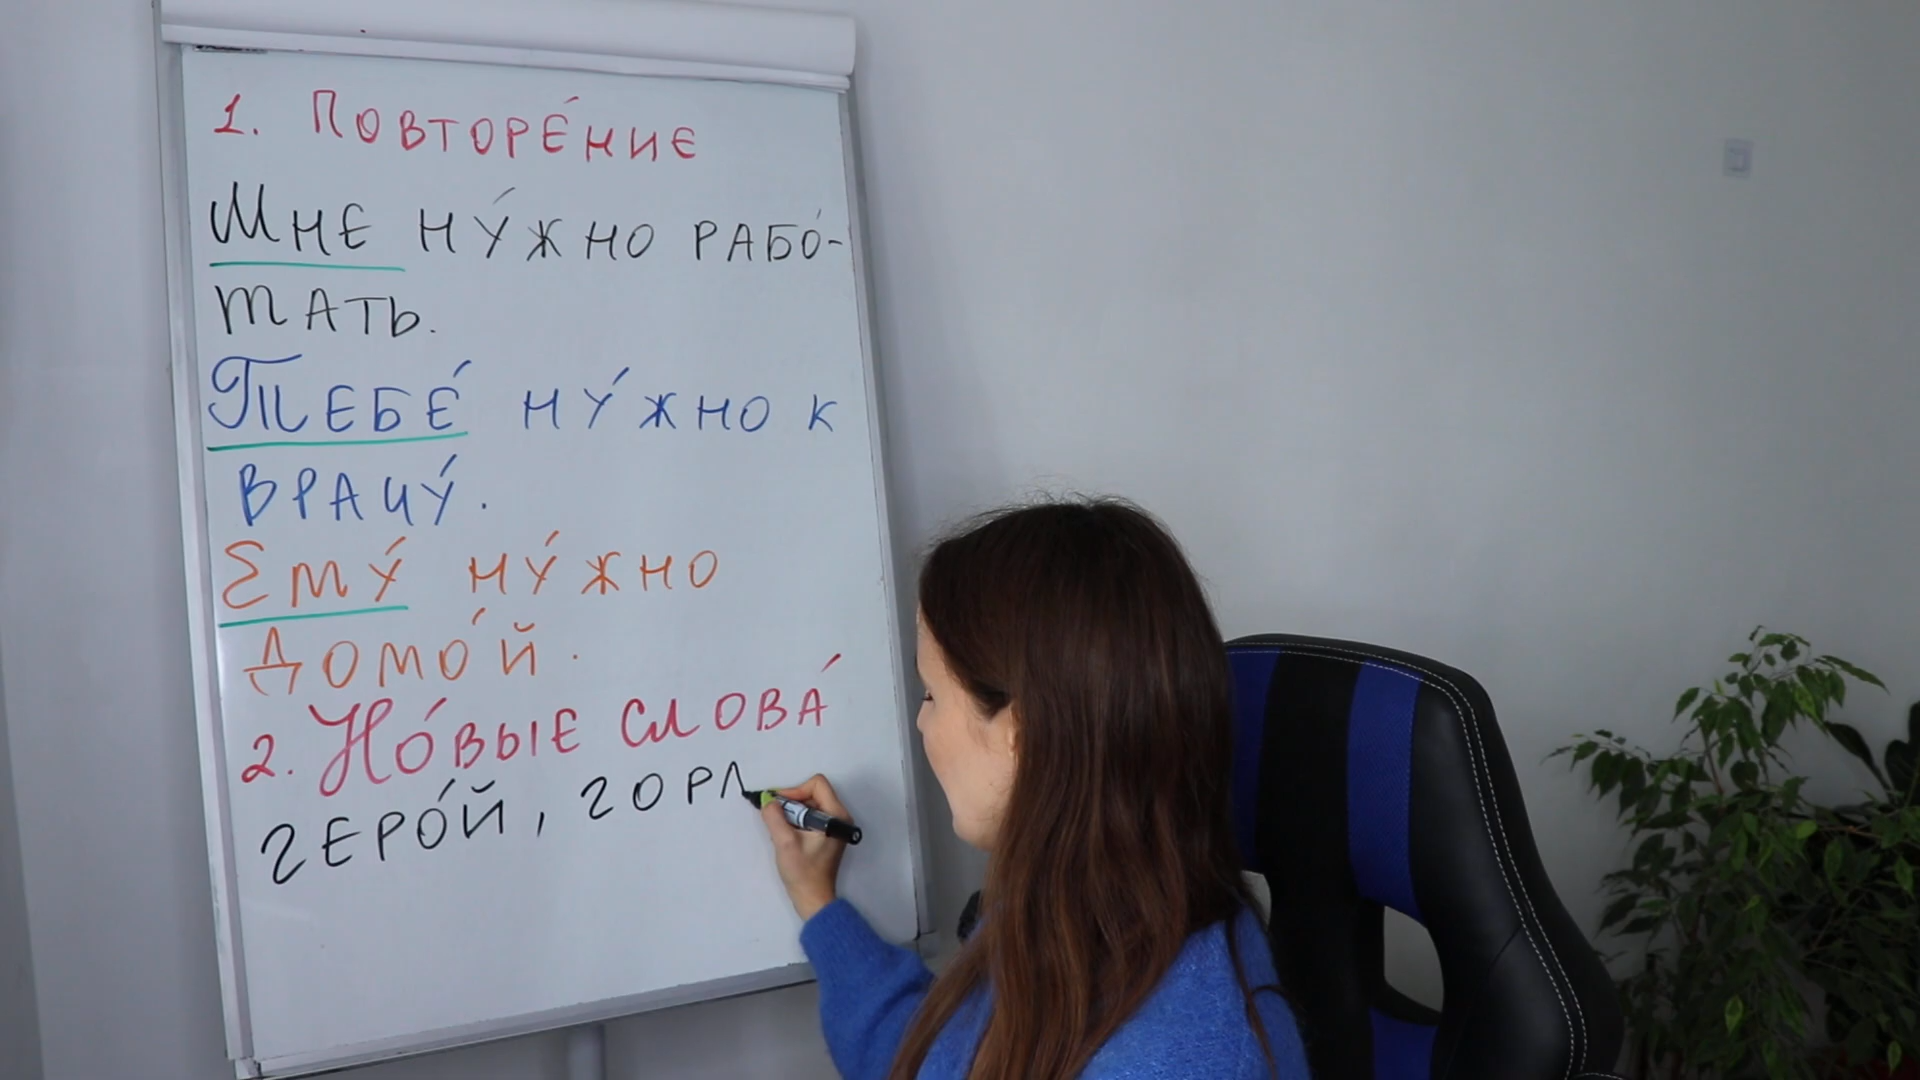 1. Повторе́ние
Мне ну́жно рабо́-
тать.
Тебе́ ну́жно к
врачу́.
Ему́ ну́жно
домо́й.
2. Но́вые слова́
геро́й, горл